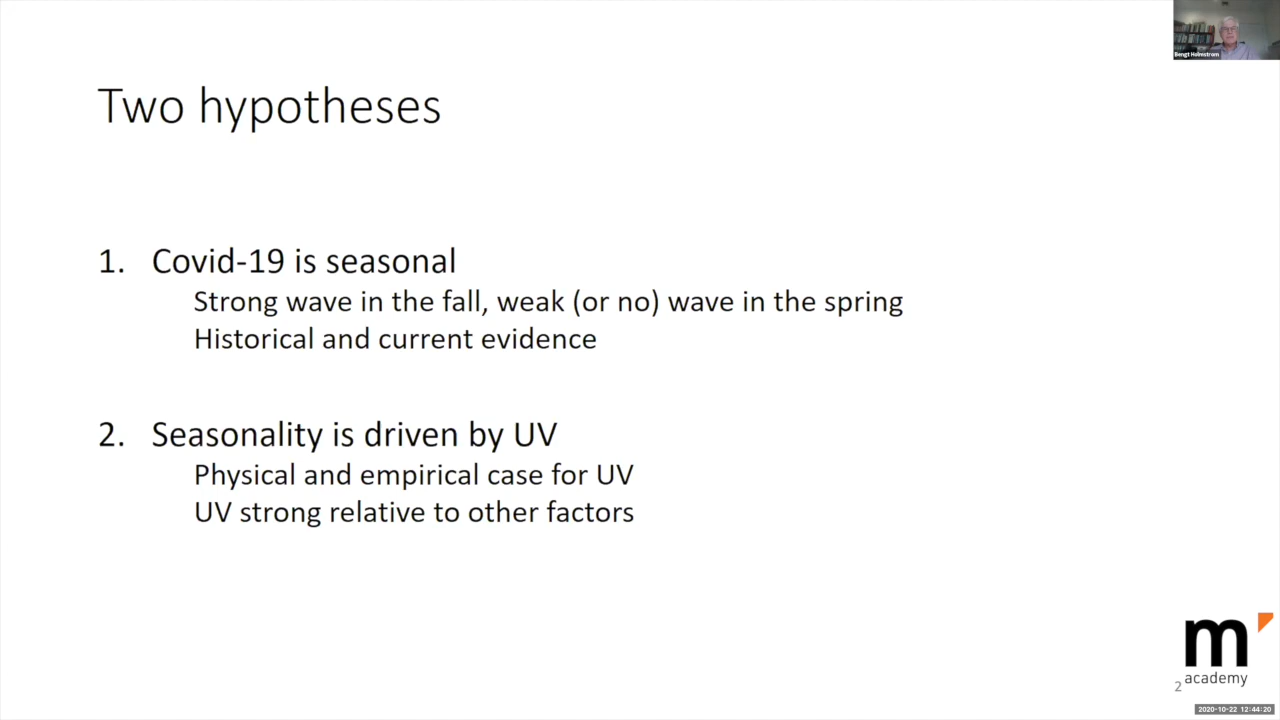 Bengt Holmstrom
Two hypotheses
1. Covid-19 is seasonal
Strong wave in the fall, weak (or no) wave in the spring
Historical and current evidence
2. Seasonality is driven by UV
Physical and empirical case for UV
UV strong relative to other factors
m'
academy
2
2020-10-22 12:44:20